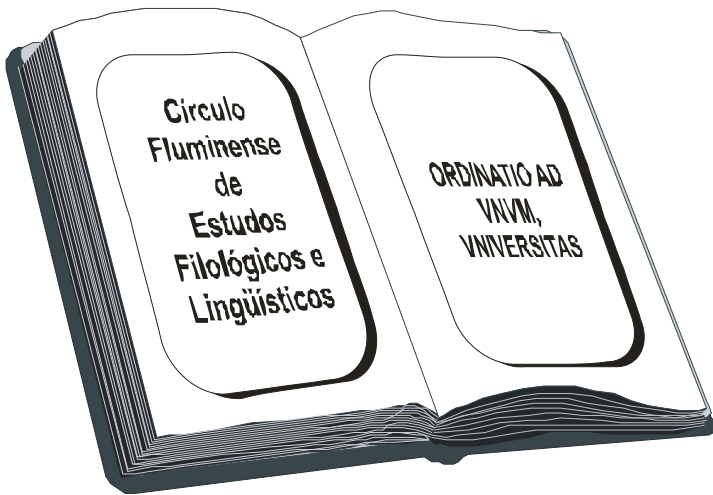 Círculo
Fluminense
de
Estudos
Filológicos e
Lingüísticos
ORDINATIO AD
VNVM,
VNIVERSITAS